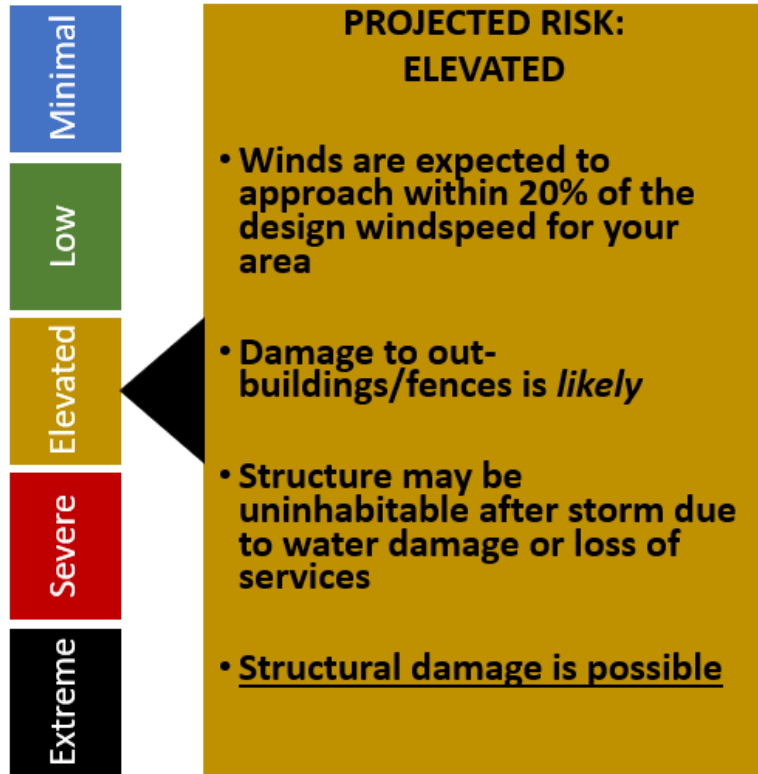 Minimal
Low
Elevated
Severe
Extreme
PROJECTED RISK:
ELEVATED
• Winds are expected to
approach within 20% of the
design windspeed for your
area
• Damage to out-
buildings/fences is likely
• Structure may be
uninhabitable after storm due
to water damage or loss of
services
• Structural damage is possible